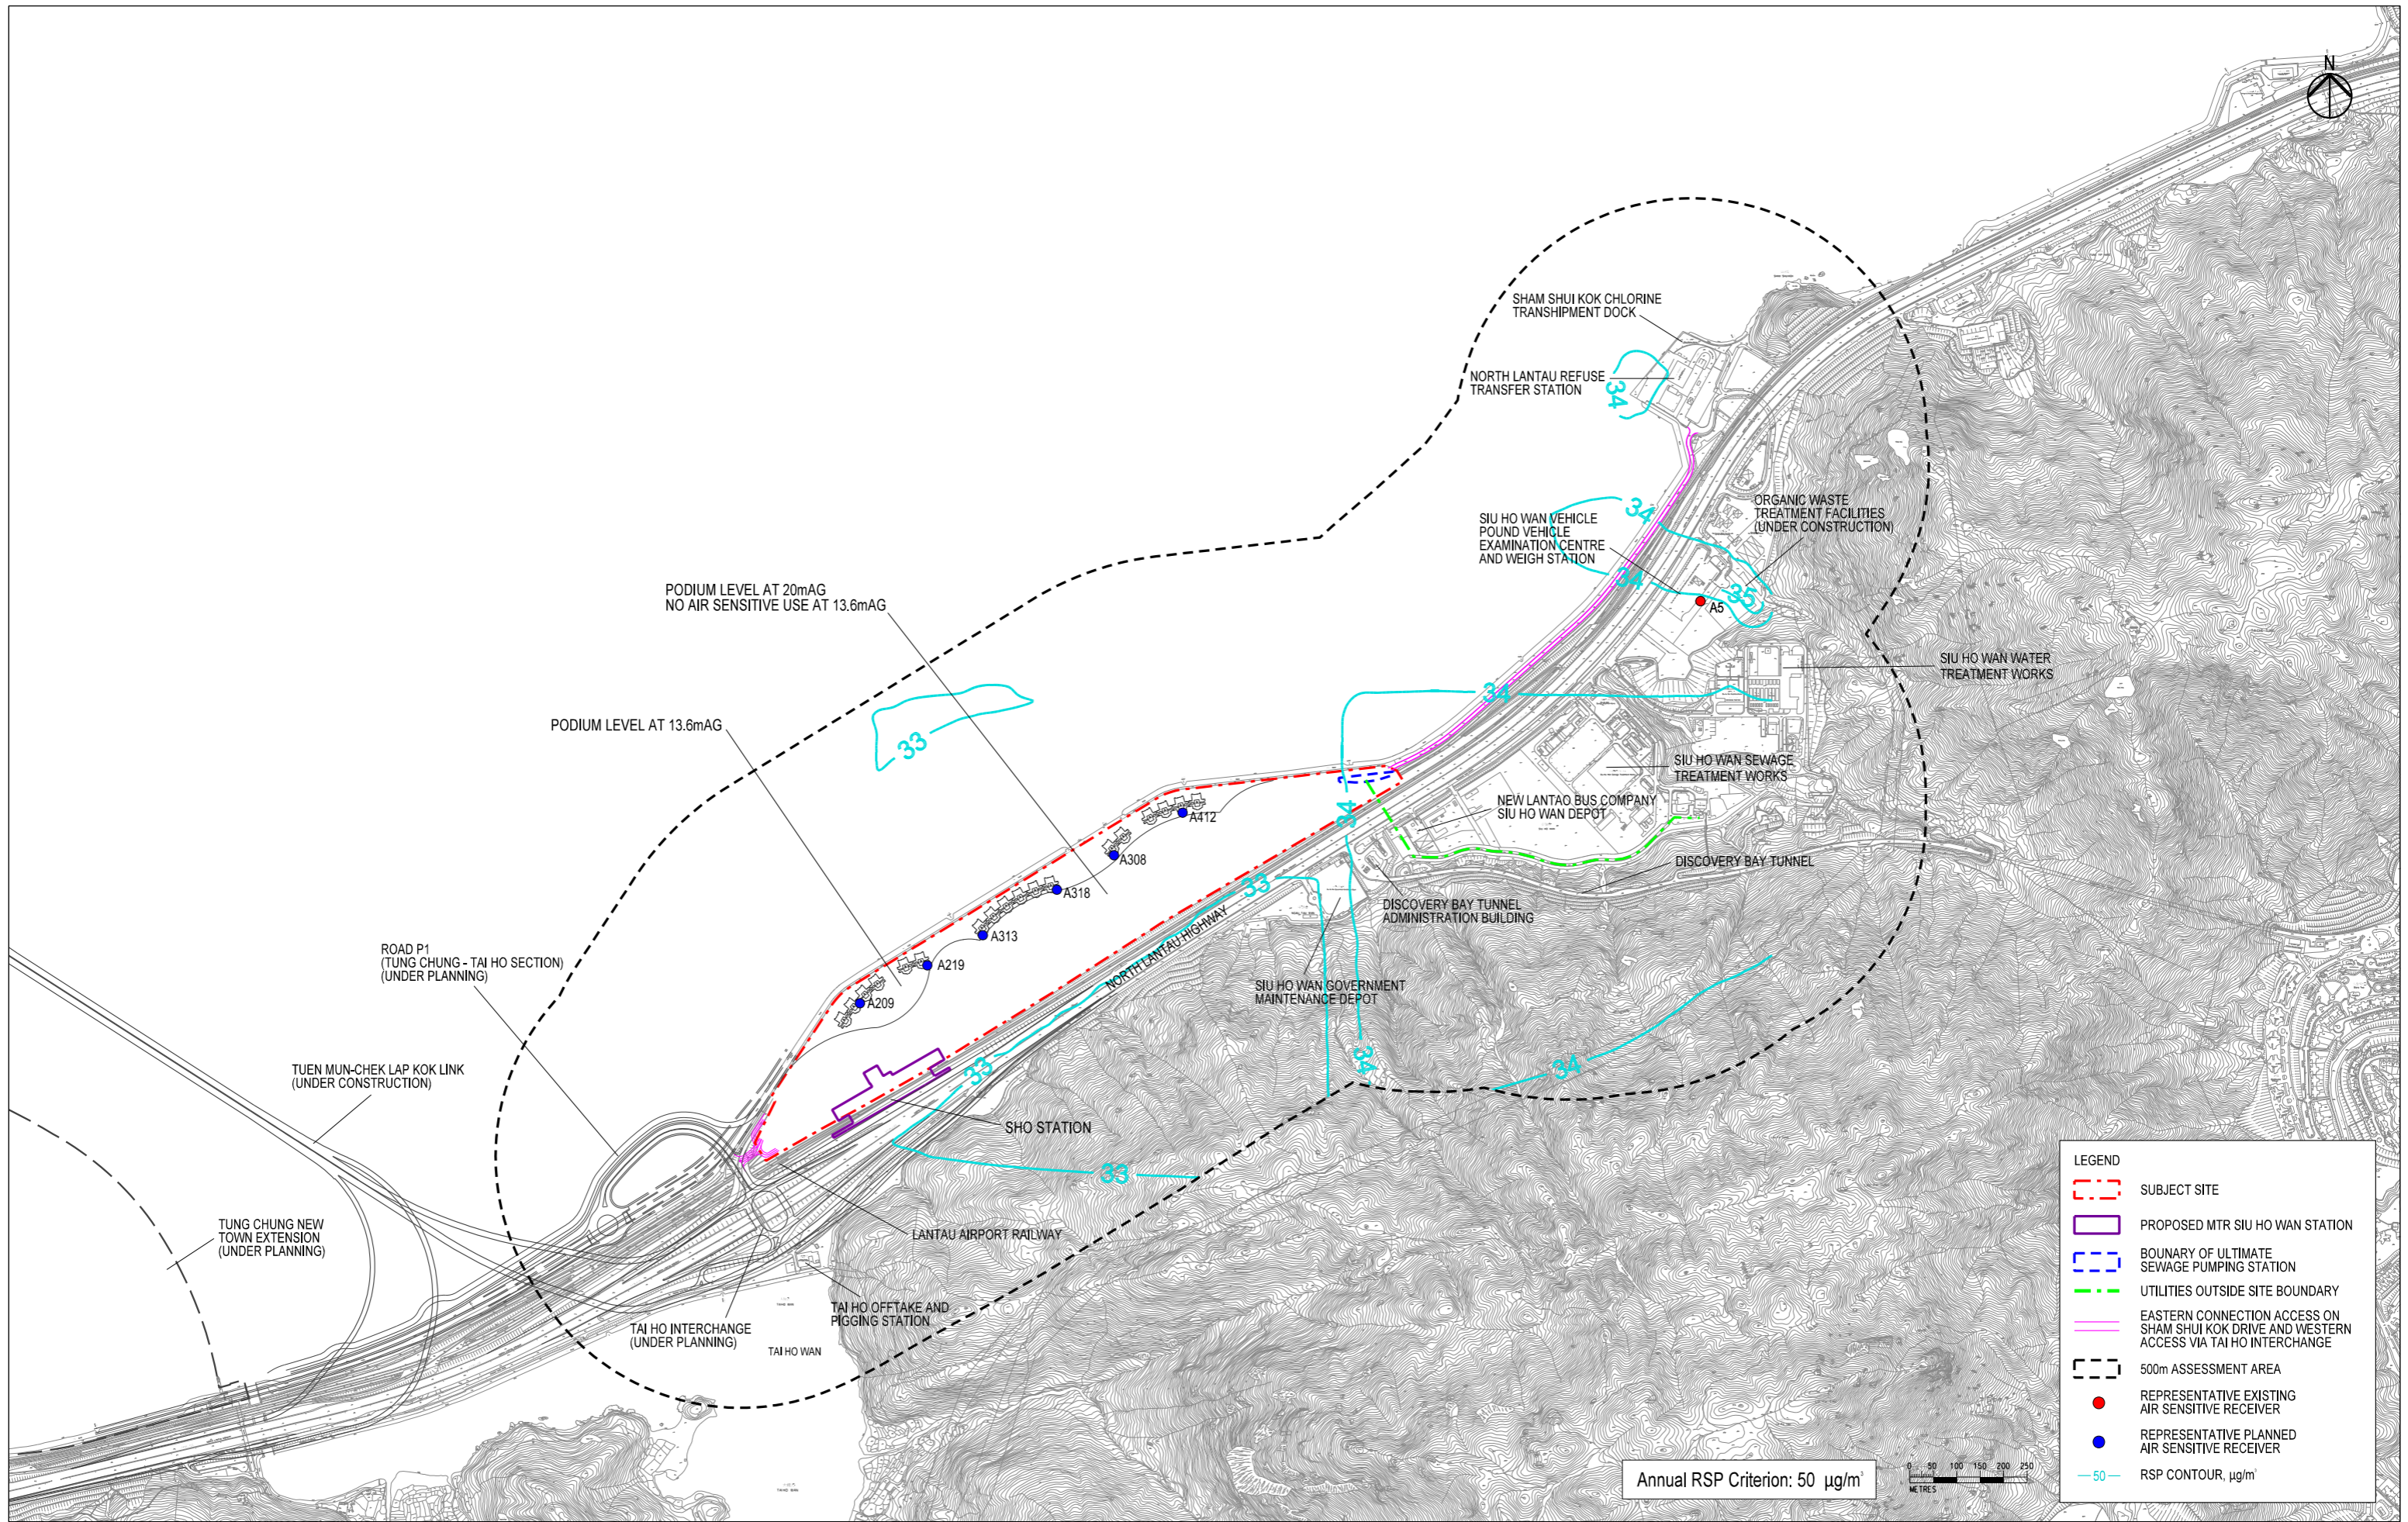 N
SHAM SHUI KOK CHLORINE
TRANSHIPMENT DOCK
NORTH LANTAU REFUSE
TRANSFER STATION
34
ORGANIC WASTE
TREATMENT FACILITIES
(UNDER CONSTRUCTION)
SIU HO WAN VEHICLE
POUND VEHICLE
EXAMINATION CENTRE
AND WEIGH STATION
34
34
35
A5
PODIUM LEVEL AT 20mAG
NO AIR SENSITIVE USE AT 13.6mAG
SIU HO WAN WATER
TREATMENT WORKS
34
PODIUM LEVEL AT 13.6mAG
33
SIU HO WAN SEWAGE
TREATMENT WORKS
NEW LANTAO BUS COMPANY
SIU HO WAN DEPOT
34
A412
A308
DISCOVERY BAY TUNNEL
A318
33
DISCOVERY BAY TUNNEL
ADMINISTRATION BUILDING
A313
NORTH LANTAU HIGHWAY
ROAD P1
(TUNG CHUNG - TAI HO SECTION)
(UNDER PLANNING)
A219
SIU HO WAN GOVERNMENT
MAINTENANCE DEPOT
A209
34
34
TUEN MUN-CHEK LAP KOK LINK
(UNDER CONSTRUCTION)
33
SHO STATION
33
TUNG CHUNG NEW
TOWN EXTENSION
(UNDER PLANNING)
LANTAU AIRPORT RAILWAY
TAI HO OFFTAKE AND
PIGGING STATION
TAI HO INTERCHANGE
(UNDER PLANNING)
TAI HO WAN
LEGEND
SUBJECT SITE
PROPOSED MTR SIU HO WAN STATION
BOUNARY OF ULTIMATE
SEWAGE PUMPING STATION
UTILITIES OUTSIDE SITE BOUNDARY
EASTERN CONNECTION ACCESS ON
SHAM SHUI KOK DRIVE AND WESTERN
ACCESS VIA TAI HO INTERCHANGE
500m ASSESSMENT AREA
REPRESENTATIVE EXISTING
AIR SENSITIVE RECEIVER
REPRESENTATIVE PLANNED
AIR SENSITIVE RECEIVER
50 RSP CONTOUR, µg/m³
Annual RSP Criterion: 50 µg/m³
0 50 100 150 200 250
METRES